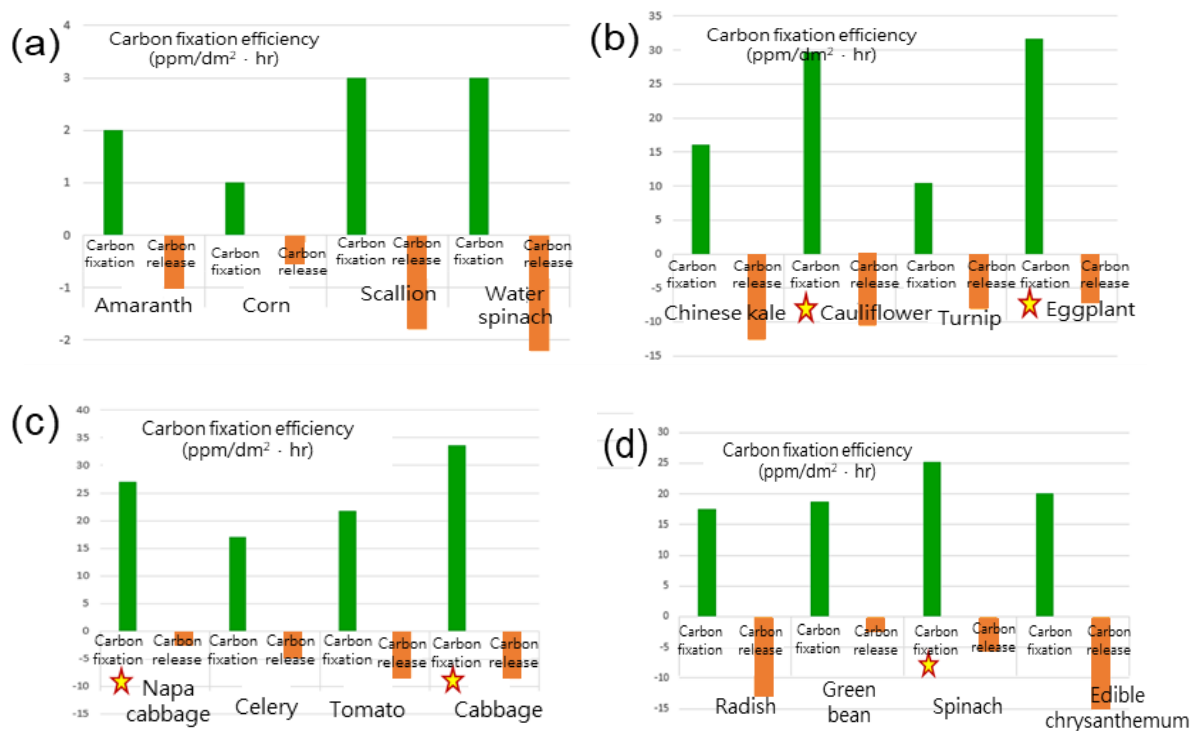 (a)
Carbon fixation efficiency
(ppm/dm² · hr)
4
3
2
1
0
-1
-2
Carbon fixation
Carbon release
Carbon fixation
Carbon release
Carbon fixation
Carbon release
Carbon fixation
Carbon release
Amaranth
Corn
Scallion
Water
spinach
(b)
Carbon fixation efficiency
(ppm/dm² · hr)
35
30
25
20
15
10
5
0
-5
-10
-15
Carbon fixation
Carbon release
Carbon fixation
Carbon release
Carbon fixation
Carbon release
Carbon fixation
Carbon release
Chinese kale
Cauliflower
Turnip
Eggplant
(c)
Carbon fixation efficiency
(ppm/dm² · hr)
40
35
30
25
20
15
10
5
0
-5
-10
-15
Carbon fixation
Carbon release
Carbon fixation
Carbon release
Carbon fixation
Carbon release
Carbon fixation
Carbon release
Napa
cabbage
Celery
Tomato
Cabbage
(d)
Carbon fixation efficiency
(ppm/dm² · hr)
30
25
20
15
10
5
0
-5
-10
-15
Carbon fixation
Carbon release
Carbon fixation
Carbon release
Carbon fixation
Carbon release
Carbon fixation
Carbon release
Radish
Green
bean
Spinach
Edible
chrysanthemum